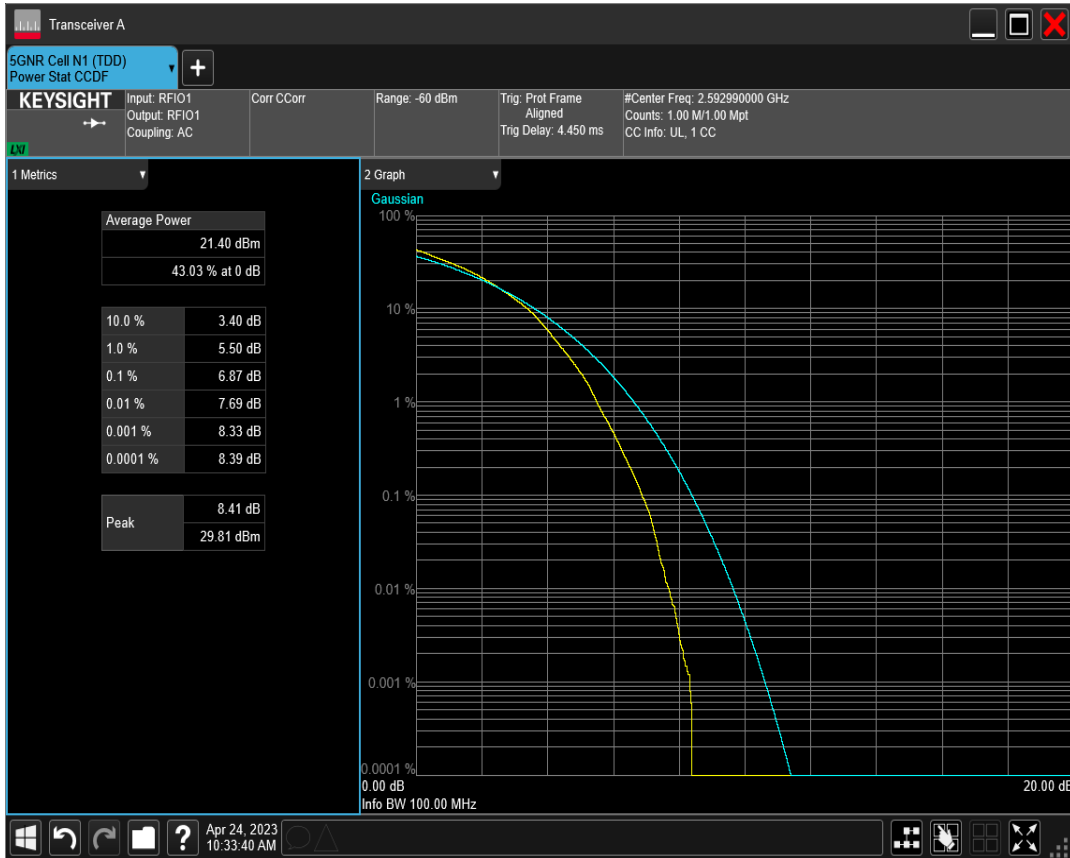 Transceiver A
5GNR Cell N1 (TDD)
Power Stat CCDF
+
KEYSIGHT
LXI
Input: RFIO1
Output: RFIO1
Coupling: AC
Corr CCorr
Range: -60 dBm
Trig: Prot Frame
Aligned
Trig Delay: 4.450 ms
#Center Freq: 2.592990000 GHz
Counts: 1.00 M/1.00 Mpt
CC Info: UL, 1 CC
1 Metrics
Average Power
21.40 dBm
43.03 % at 0 dB
10.0 % 3.40 dB
1.0 % 5.50 dB
0.1 % 6.87 dB
0.01 % 7.69 dB
0.001 % 8.33 dB
0.0001 % 8.39 dB
Peak
8.41 dB
29.81 dBm
2 Graph
Gaussian
100 %
10 %
1 %
0.1 %
0.01 %
0.001 %
0.0001 %
0.00 dB 20.00 dB
Info BW 100.00 MHz
?
Apr 24, 2023
10:33:40 AM